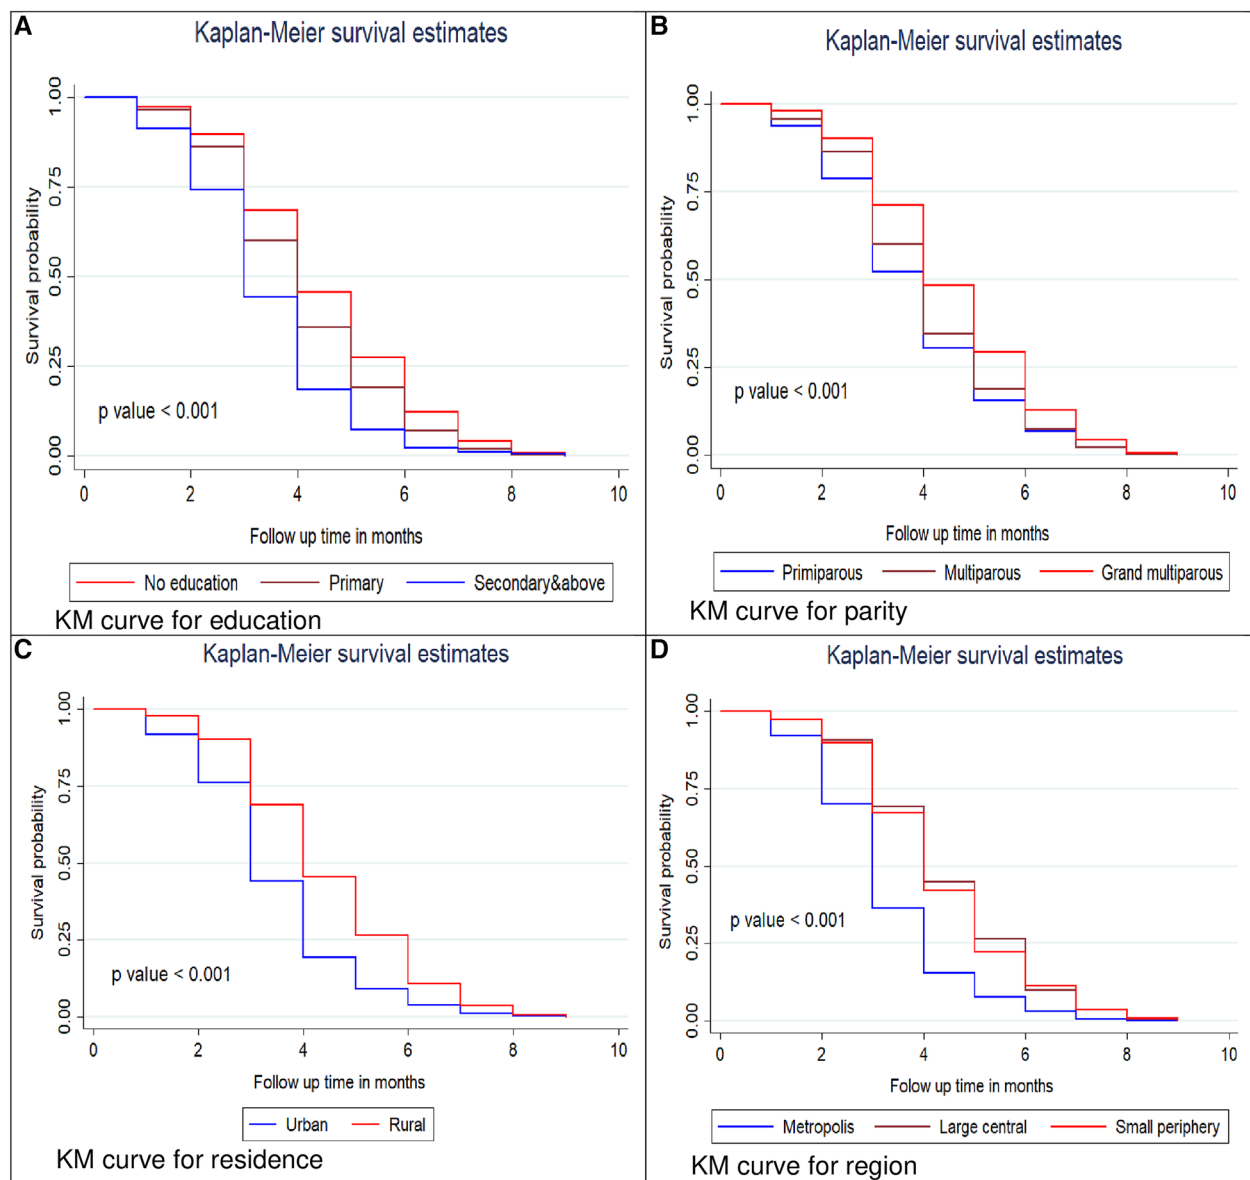 A
Kaplan-Meier survival estimates
Survival probability
1.00
0.75
0.50
0.25
0.00
p value < 0.001
0 2 4 6 8 10
Follow up time in months
No education Primary Secondary&above
KM curve for education
B
Kaplan-Meier survival estimates
Survival probability
1.00
0.75
0.50
0.25
0.00
p value < 0.001
0 2 4 6 8 10
Follow up time in months
Primiparous Multiparous Grand multiparous
KM curve for parity
C
Kaplan-Meier survival estimates
Survival probability
1.00
0.75
0.50
0.25
0.00
p value < 0.001
0 2 4 6 8 10
Follow up time in months
Urban Rural
KM curve for residence
D
Kaplan-Meier survival estimates
Survival probability
1.00
0.75
0.50
0.25
0.00
p value < 0.001
0 2 4 6 8 10
Folow up time in months
Metropolis Large central Small periphery
KM curve for region